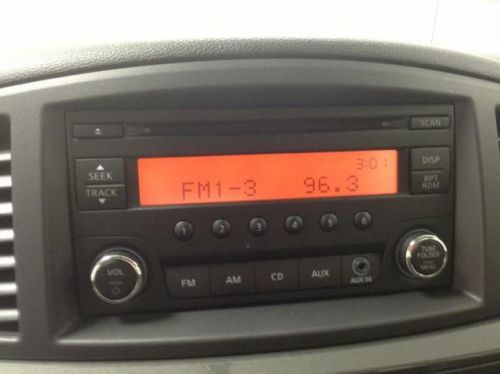 SCAN
3:01
DISP
SEEK
FM1-3 96.3
TRACK
RPT
RDM
1 2 3 4 5 6
VOL
FM AM CD AUX AUX IN
TUNE
FOLDER
MENU